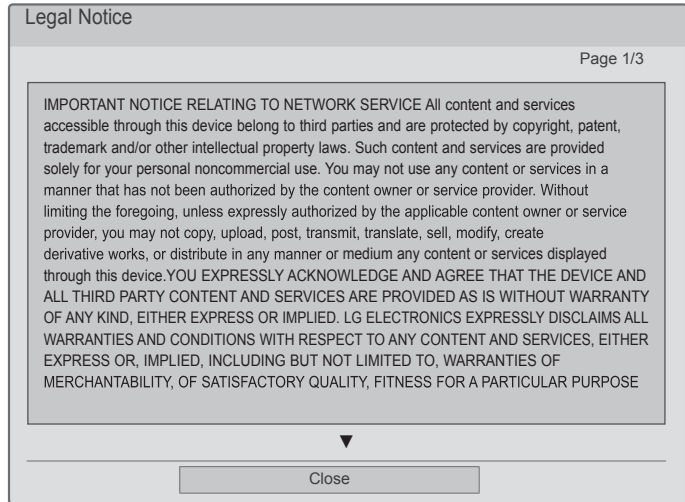 Legal Notice
Page 1/3
IMPORTANT NOTICE RELATING TO NETWORK SERVICE All content and services
accessible through this device belong to third parties and are protected by copyright, patent,
trademark and/or other intellectual property laws. Such content and services are provided
solely for your personal noncommercial use. You may not use any content or services in a
manner that has not been authorized by the content owner or service provider. Without
limiting the foregoing, unless expressly authorized by the applicable content owner or service
provider, you may not copy, upload, post, transmit, translate, sell, modify, create
derivative works, or distribute in any manner or medium any content or services displayed
through this device.YOU EXPRESSLY ACKNOWLEDGE AND AGREE THAT THE DEVICE AND
ALL THIRD PARTY CONTENT AND SERVICES ARE PROVIDED AS IS WITHOUT WARRANTY
OF ANY KIND, EITHER EXPRESS OR IMPLIED. LG ELECTRONICS EXPRESSLY DISCLAIMS ALL
WARRANTIES AND CONDITIONS WITH RESPECT TO ANY CONTENT AND SERVICES, EITHER
EXPRESS OR, IMPLIED, INCLUDING BUT NOT LIMITED TO, WARRANTIES OF
MERCHANTABILITY, OF SATISFACTORY QUALITY, FITNESS FOR A PARTICULAR PURPOSE
▼
Close